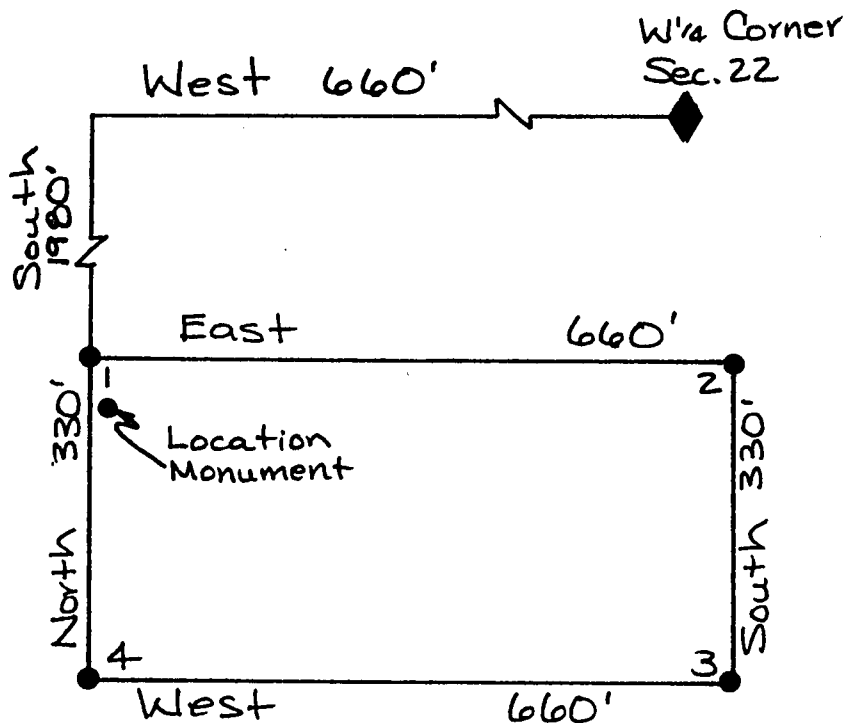 W 1/4 Corner
Sec. 22
West 660'
South
1980'
East 660'
1
2
330'
Location
Monument
South 330'
North
4
3
West 660'